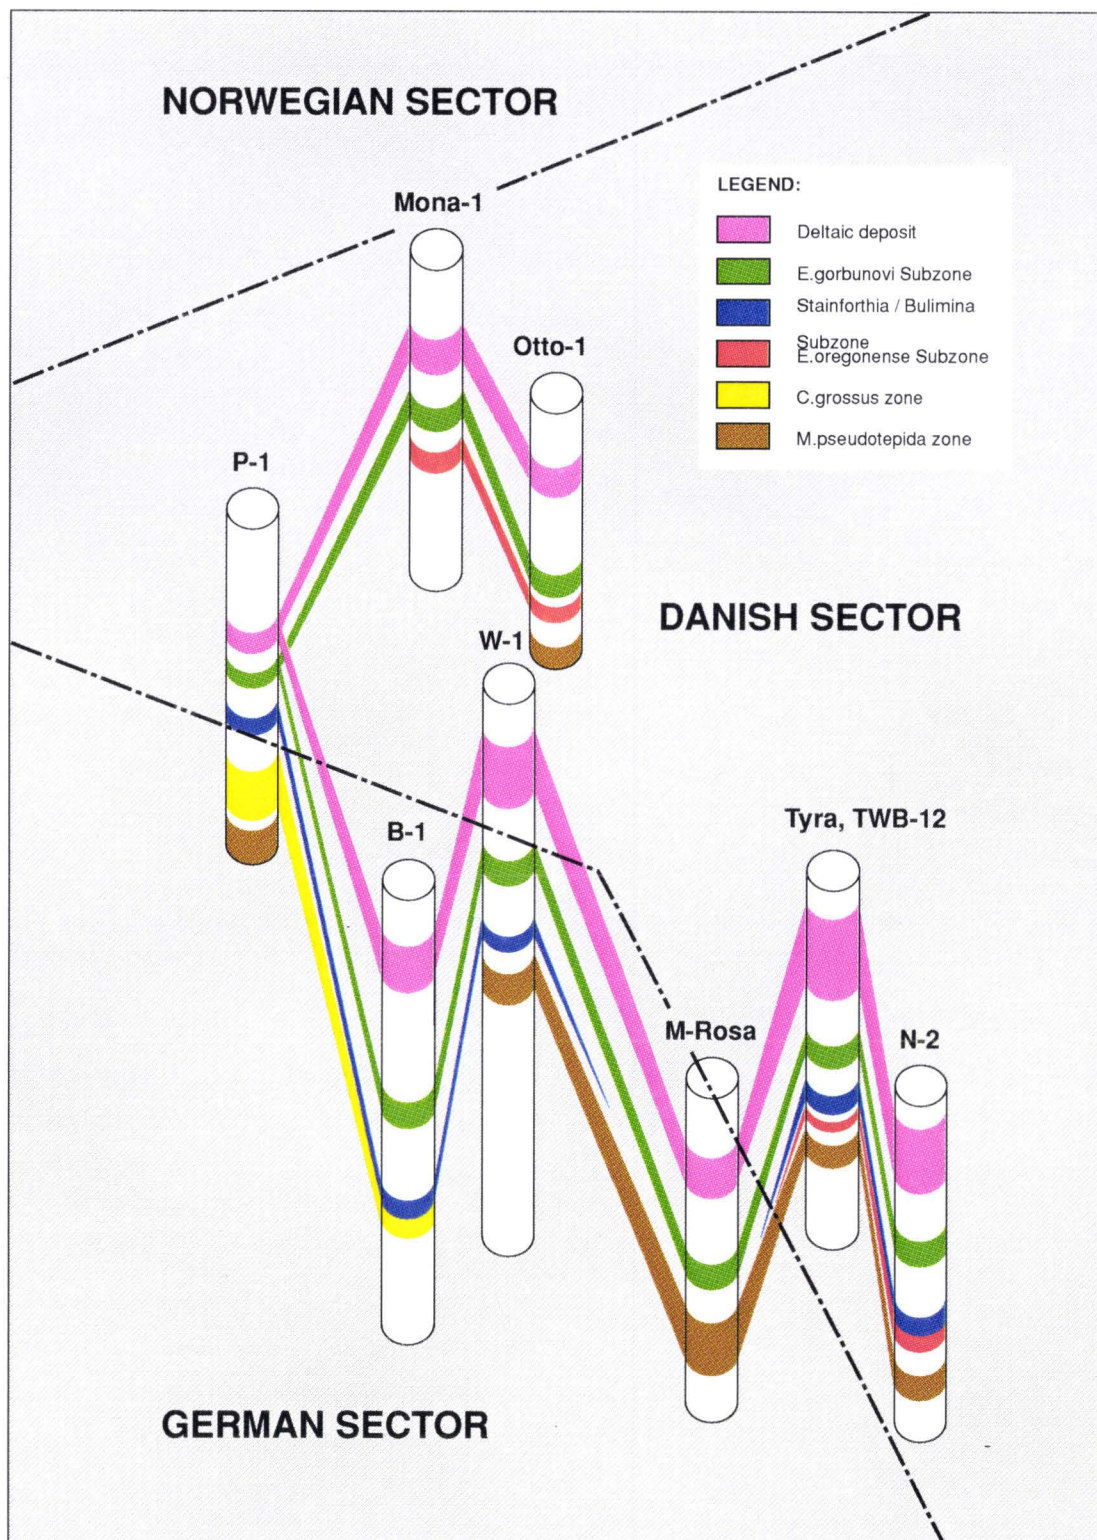 NORWEGIAN SECTOR
Mona-1
LEGEND:
Deltaic deposit
E.gorbunovi Subzone
Stainforthia / Bulimina
Subzone
E.oregonense Subzone
C.grossus zone
M.pseudotepida zone
Otto-1
P-1
DANISH SECTOR
W-1
B-1
Tyra, TWB-12
M-Rosa
N-2
GERMAN SECTOR